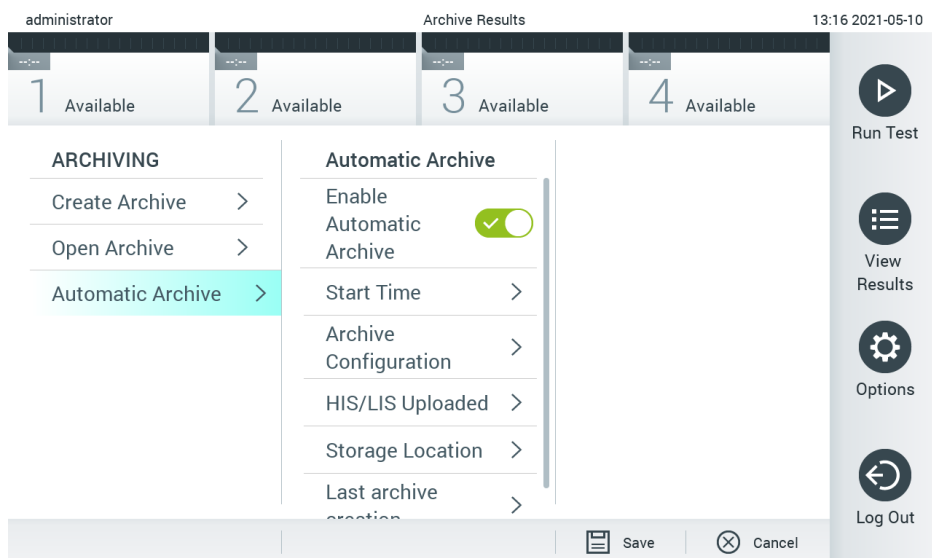 administrator
Archive Results
13:16 2021-05-10
--:--
--:--
--:--
--:--
1 Available
2 Available
3 Available
4 Available
Run Test
View
Results
Options
Log Out
ARCHIVING
Create Archive
Open Archive
Automatic Archive
Automatic Archive
Enable
Automatic
Archive
Start Time
Archive
Configuration
HIS/LIS Uploaded
Storage Location
Last archive
creation
Save
Cancel